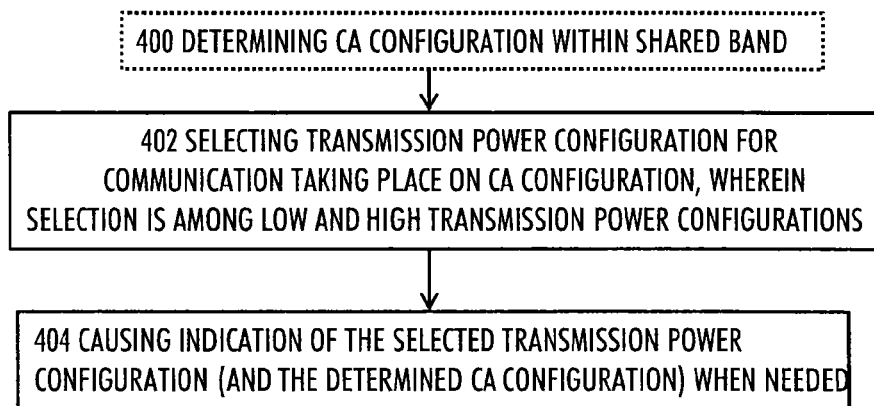 400 DETERMINING CA CONFIGURATION WITHIN SHARED BAND
402 SELECTING TRANSMISSION POWER CONFIGURATION FOR
COMMUNICATION TAKING PLACE ON CA CONFIGURATION, WHEREIN
SELECTION IS AMONG LOW AND HIGH TRANSMISSION POWER CONFIGURATIONS
404 CAUSING INDICATION OF THE SELECTED TRANSMISSION POWER
CONFIGURATION (AND THE DETERMINED CA CONFIGURATION) WHEN NEEDED